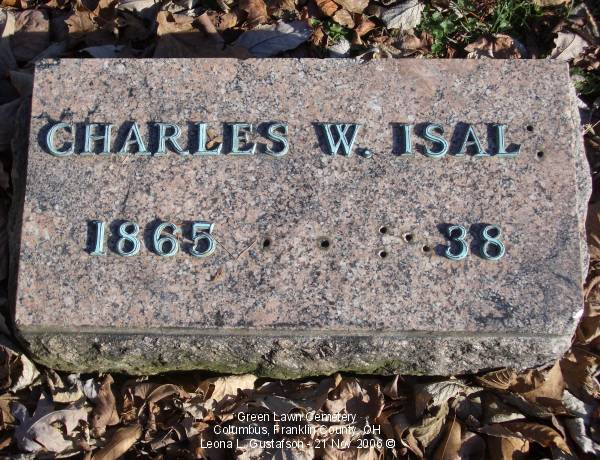 CHARLES W. ISAL
1865 38
Green Lawn Cemetery
Columbus, Franklin County, OH
Leona L. Gustafson - 21 Nov 2006 ©